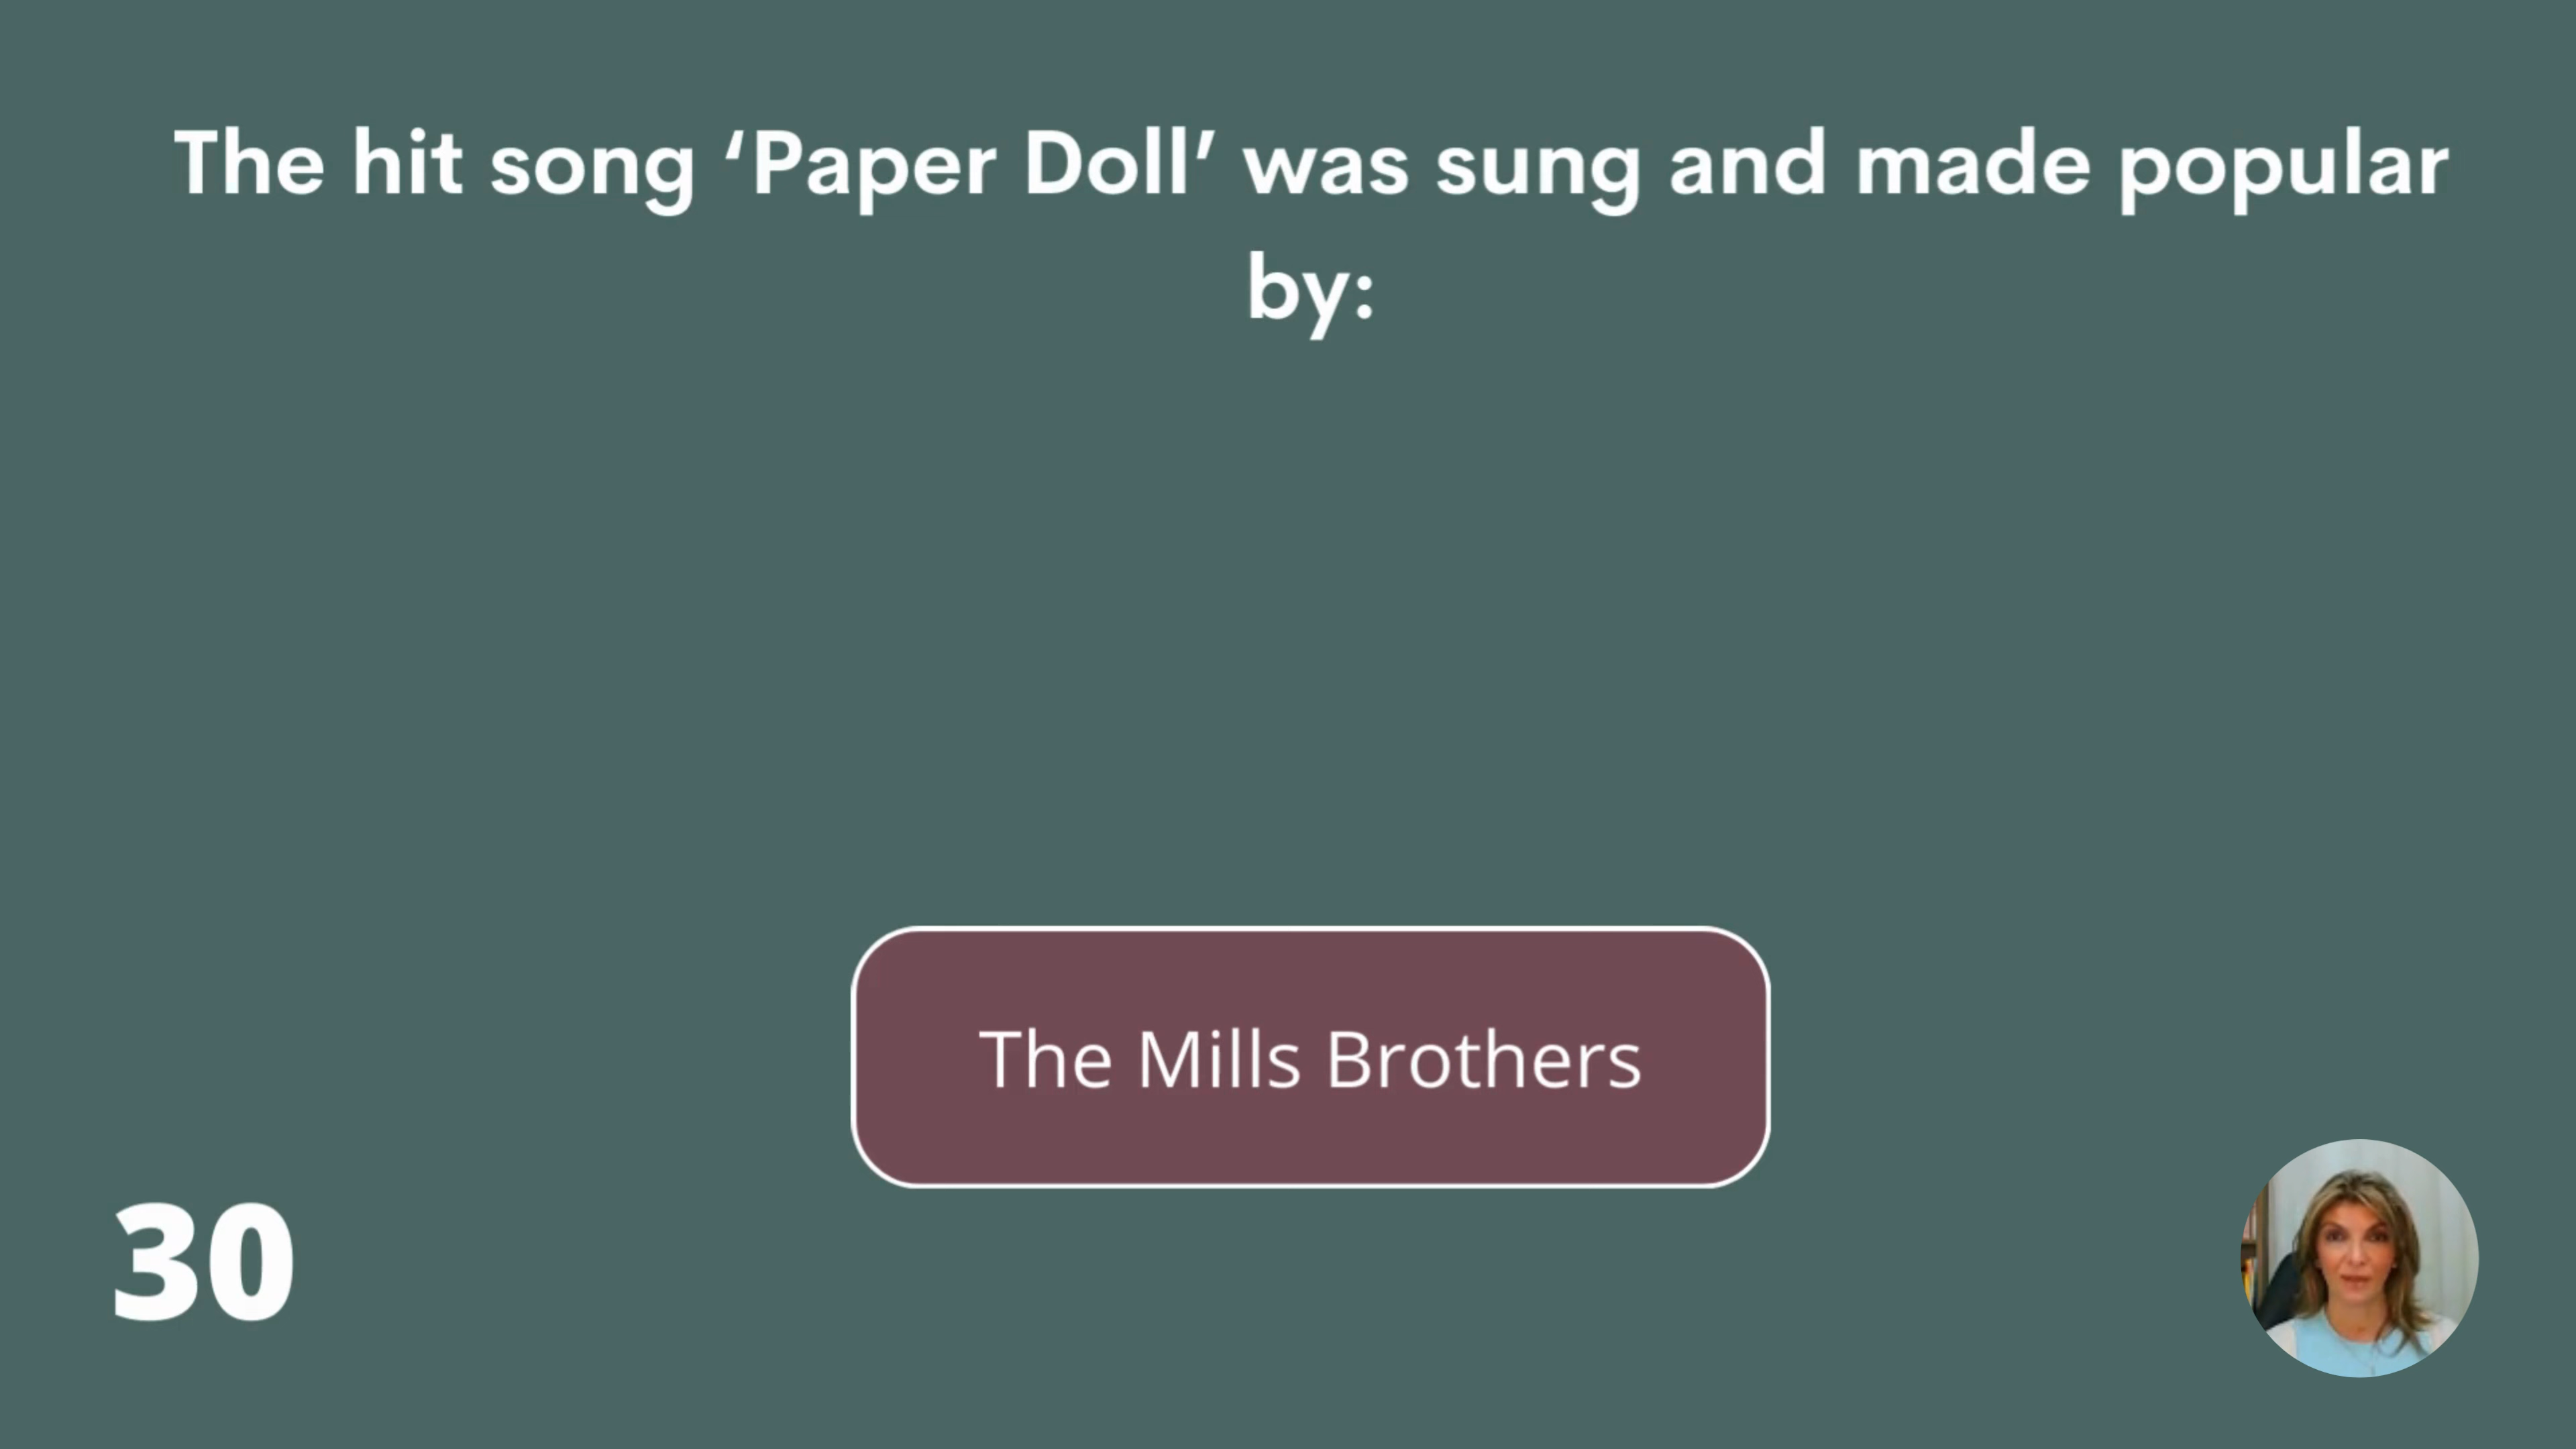 The hit song ‘Paper Doll’ was sung and made popular
by:
The Mills Brothers
30